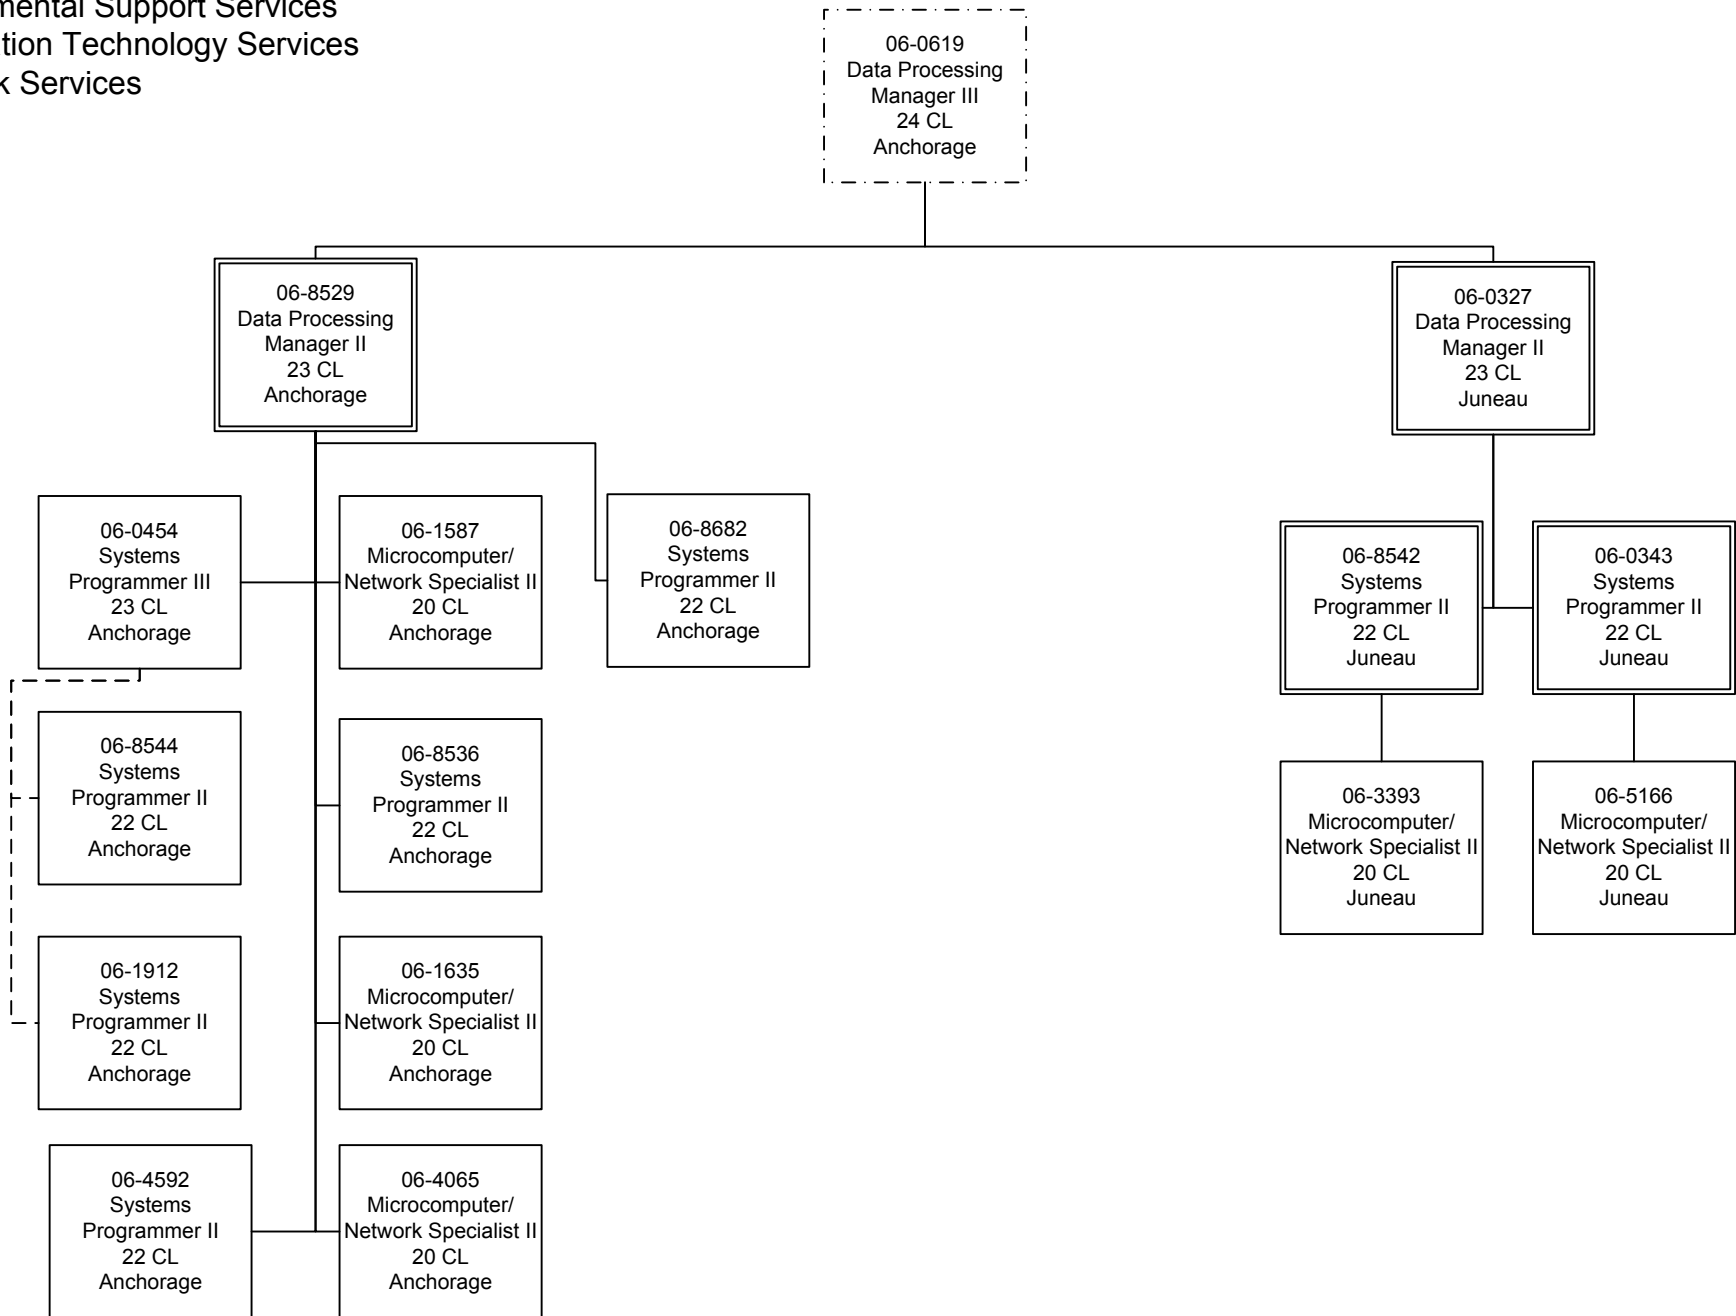 mental Support Services
tion Technology Services
k Services
06-0619
Data Processing
Manager III
24 CL
Anchorage
06-8529
Data Processing
Manager II
23 CL
Anchorage
06-0327
Data Processing
Manager II
23 CL
Juneau
06-0454
Systems
Programmer III
23 CL
Anchorage
06-1587
Microcomputer/
Network Specialist II
20 CL
Anchorage
06-8682
Systems
Programmer II
22 CL
Anchorage
06-8542
Systems
Programmer II
22 CL
Juneau
06-0343
Systems
Programmer II
22 CL
Juneau
06-8544
Systems
Programmer II
22 CL
Anchorage
06-8536
Systems
Programmer II
22 CL
Anchorage
06-3393
Microcomputer/
Network Specialist II
20 CL
Juneau
06-5166
Microcomputer/
Network Specialist II
20 CL
Juneau
06-1912
Systems
Programmer II
22 CL
Anchorage
06-1635
Microcomputer/
Network Specialist II
20 CL
Anchorage
06-4592
Systems
Programmer II
22 CL
Anchorage
06-4065
Microcomputer/
Network Specialist II
20 CL
Anchorage